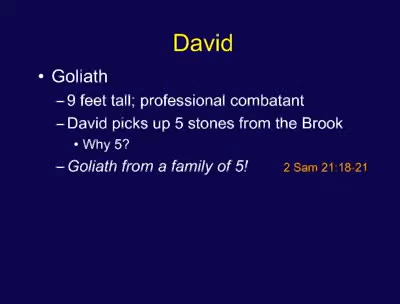 David
• Goliath
– 9 feet tall; professional combatant
– David picks up 5 stones from the Brook
• Why 5?
– Goliath from a family of 5! 2 Sam 21:18-21